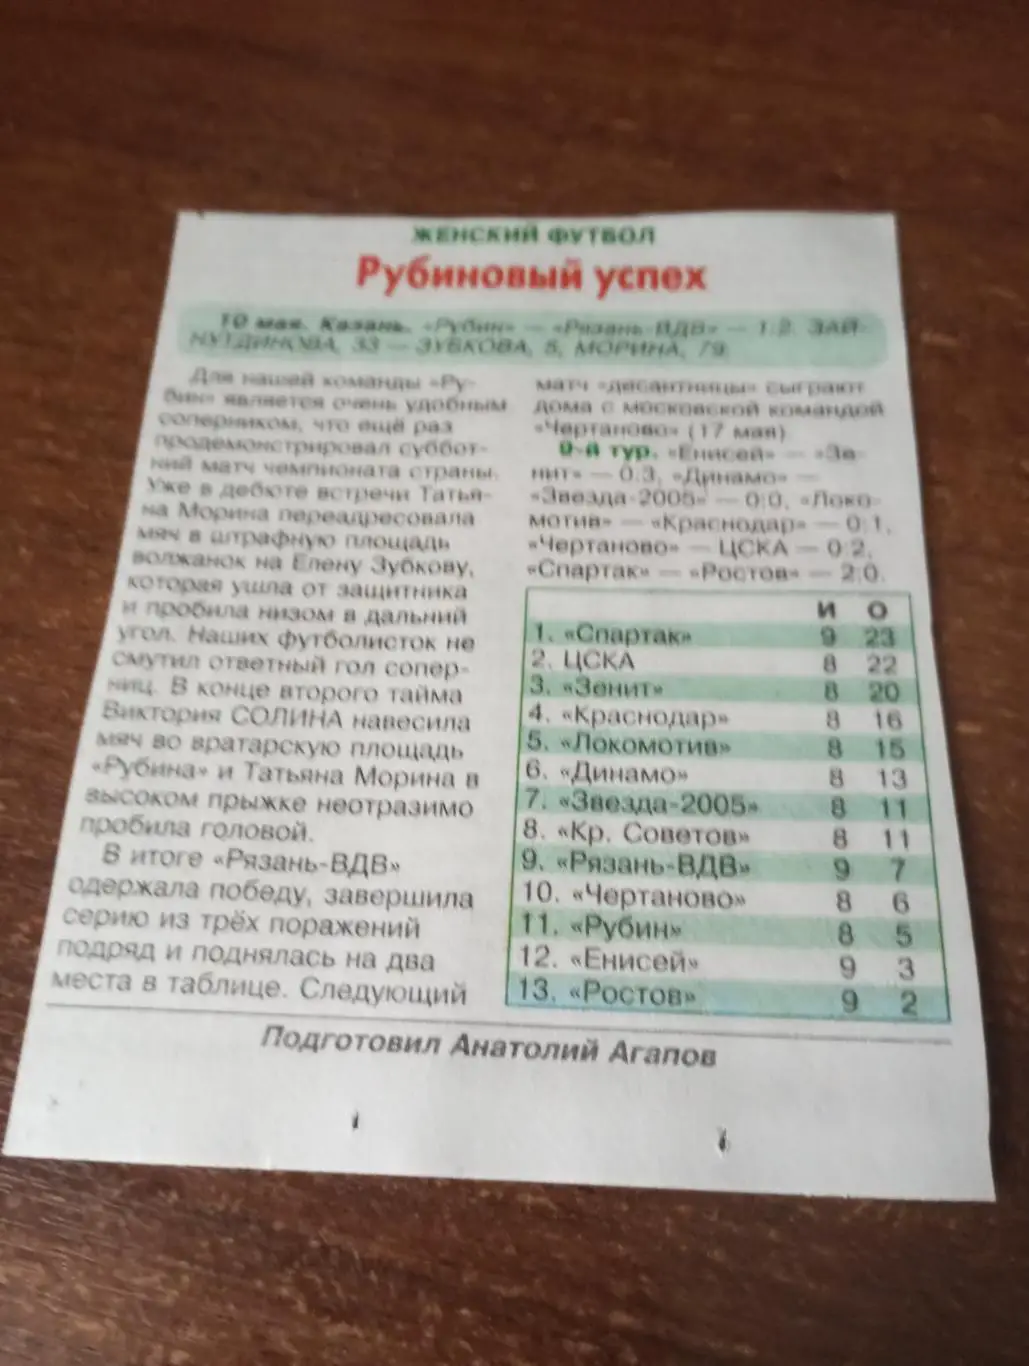 ЖЕНСКИЙ ФУТБОЛ
Рубиновый успех
10 мая. Казань. «Рубин» — «Рязань-ВДВ» — 1:2. ЗАЙ-
НУТДИНОВА, 33 — ЗУБКОВА, 5, МОРИНА, 79.
Для нашей команды «Ру-
бин» является очень удобным
соперником, что ещё раз
продемонстрировал суббот-
ний матч чемпионата страны.
Уже в дебюте встречи Татья-
на Морина переадресовала
мяч в штрафную площадь
волжанок на Елену Зубкову,
которая ушла от защитника
и пробила низом в дальний
угол. Наших футболисток не
смутил ответный гол сопер-
ниц. В конце второго тайма
Виктория СОЛИНА навесила
мяч во вратарскую площадь
«Рубина» и Татьяна Морина в
высоком прыжке неотразимо
пробила головой.
В итоге «Рязань-ВДВ»
одержала победу, завершила
серию из трёх поражений
подряд и поднялась на два
места в таблице. Следующий
матч «десантницы» сыграют
дома с московской командой
«Чертаново» (17 мая).
9-й тур. «Енисей» — «Зе-
нит» — 0:3, «Динамо» —
«Звезда-2005» — 0:0, «Локо-
мотив» — «Краснодар» — 0:1,
«Чертаново» — ЦСКА — 0:2,
«Спартак» — «Ростов» — 2:0.
И О
1. «Спартак» 9 23
2. ЦСКА 8 22
3. «Зенит» 8 20
4. «Краснодар» 8 16
5. «Локомотив» 8 15
6. «Динамо» 8 13
7. «Звезда-2005» 8 11
8. «Кр. Советов» 8 11
9. «Рязань-ВДВ» 9 7
10. «Чертаново» 8 6
11. «Рубин» 8 5
12. «Енисей» 9 3
13. «Ростов» 9 2
Подготовил Анатолий Агапов